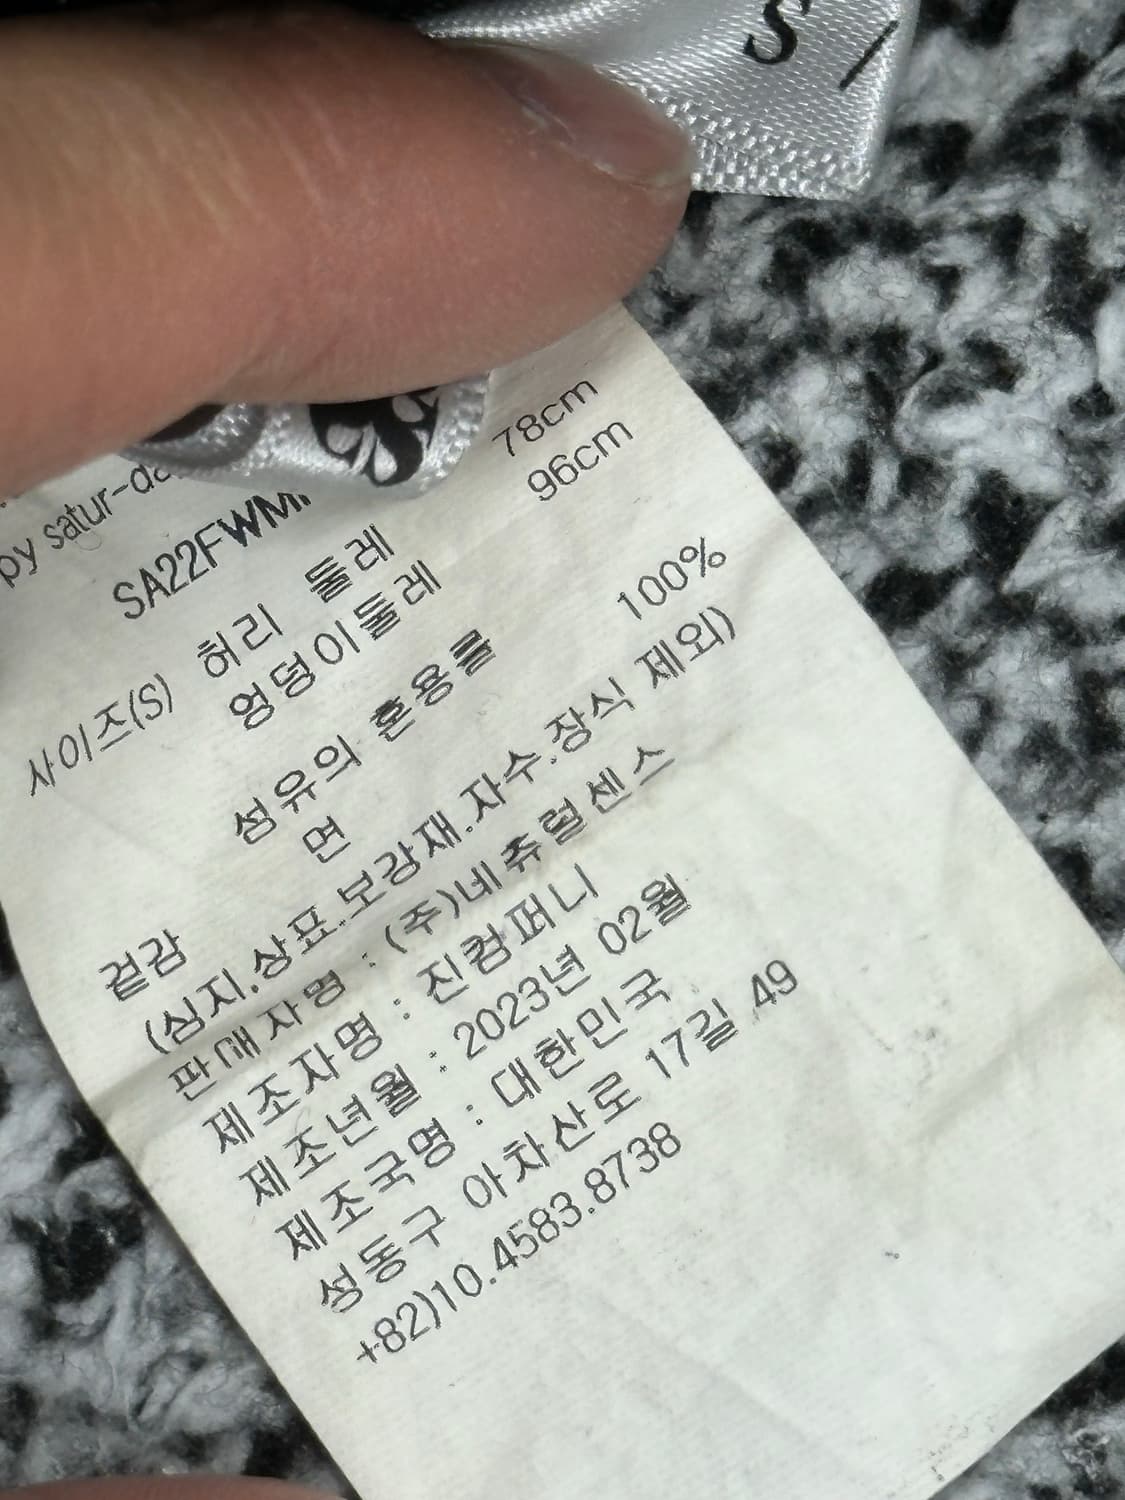 S /
py satur-da
SA22FWM
사이즈(S) 허리 둘레 78cm
엉덩이둘레 96cm
섬유의 혼용률
겉감 면 100%
(심지.상표.보강재.자수.장식 제외)
판매자명 : (주)네츄럴센스
제조자명 : 진컴퍼니
제조년월 : 2023년 02월
제조국명 : 대한민국
성동구 아차산로 17길 49
+82)10.4583.8738